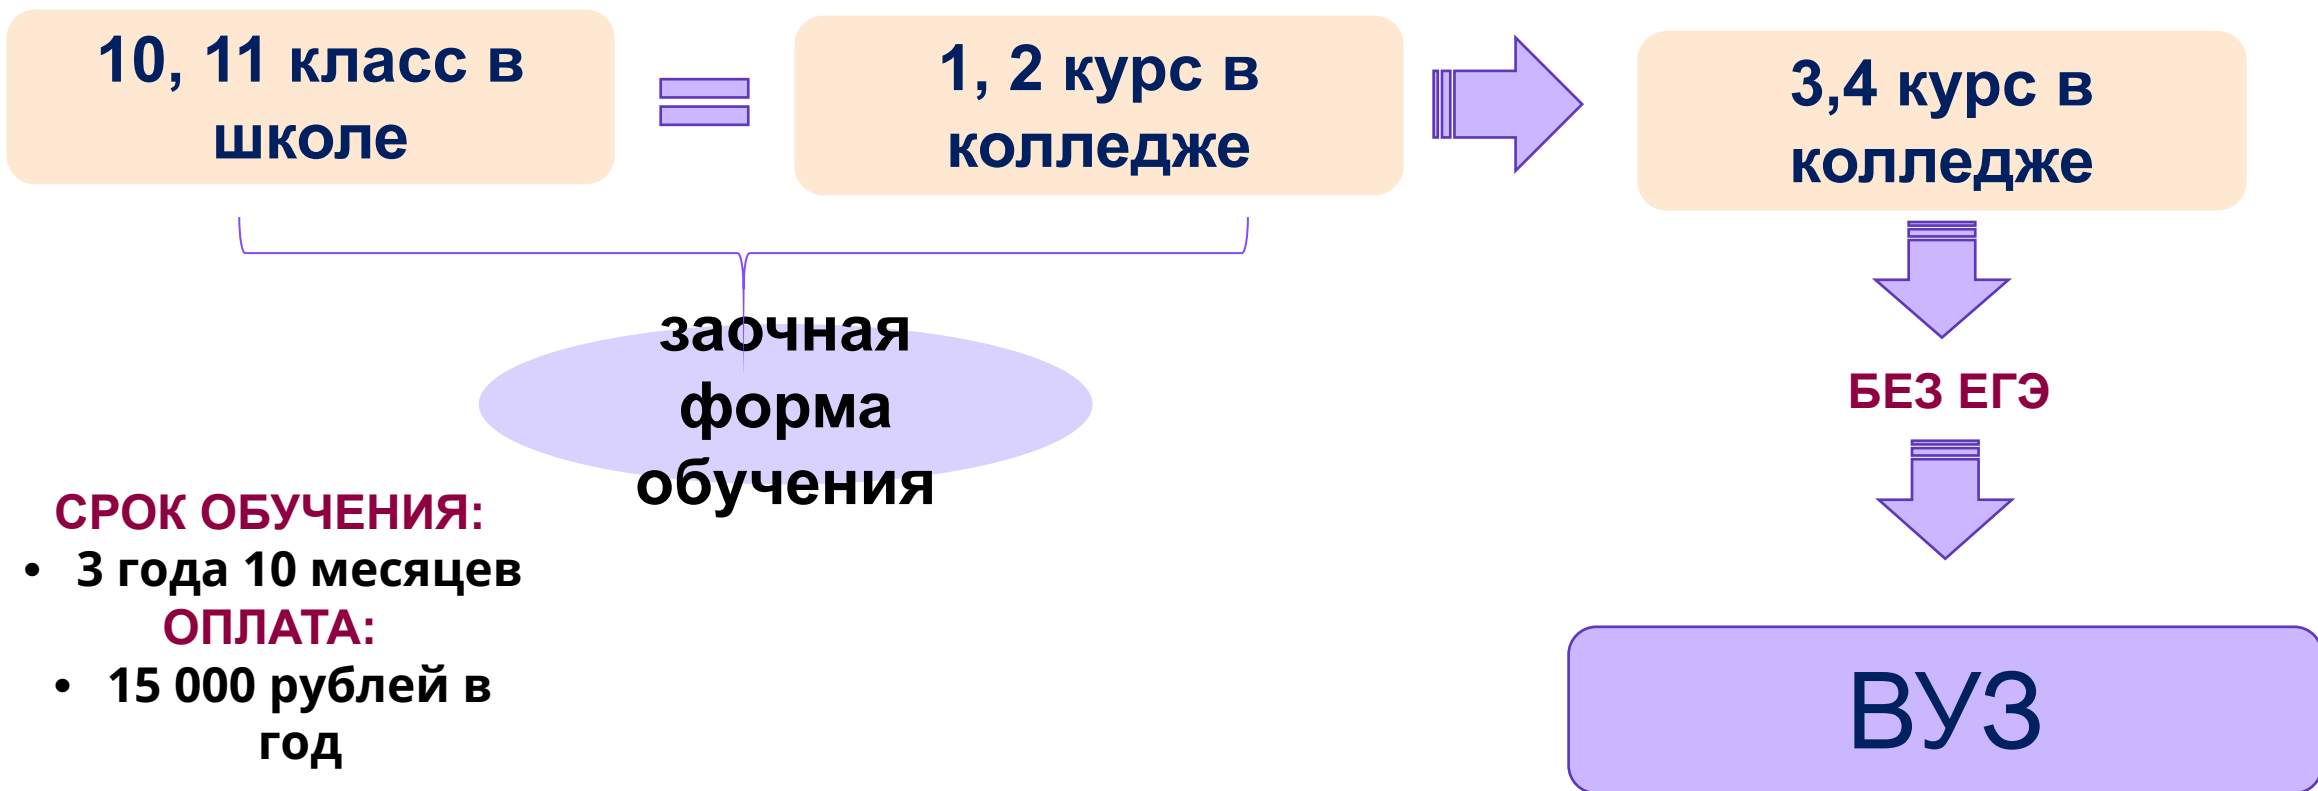 10, 11 класс в
школе
1, 2 курс в
колледже
3,4 курс в
колледже
заочная
форма
обучения
БЕЗ ЕГЭ
СРОК ОБУЧЕНИЯ:
• 3 года 10 месяцев
ОПЛАТА:
• 15 000 рублей в
год
ВУЗ